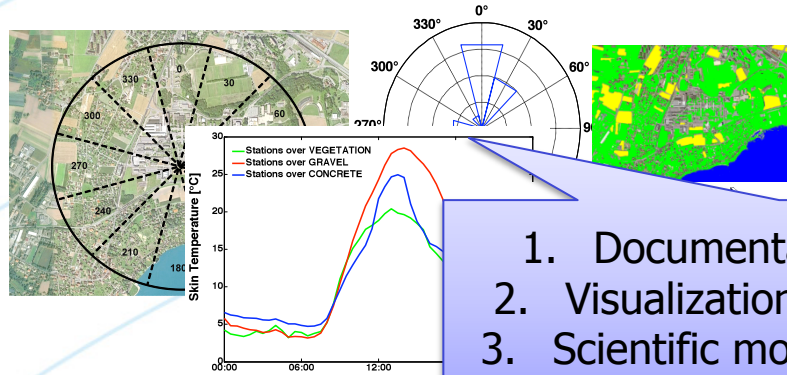 0°
330°
30°
300°
60°
330
0
30
300
60
270
240
210
180
30
25
20
15
10
5
0
Skin Temperature [°C]
Stations over VEGETATION
Stations over GRAVEL
Stations over CONCRETE
00:00 06:00 12:00
1. Documenta
2. Visualization
3. Scientific mo